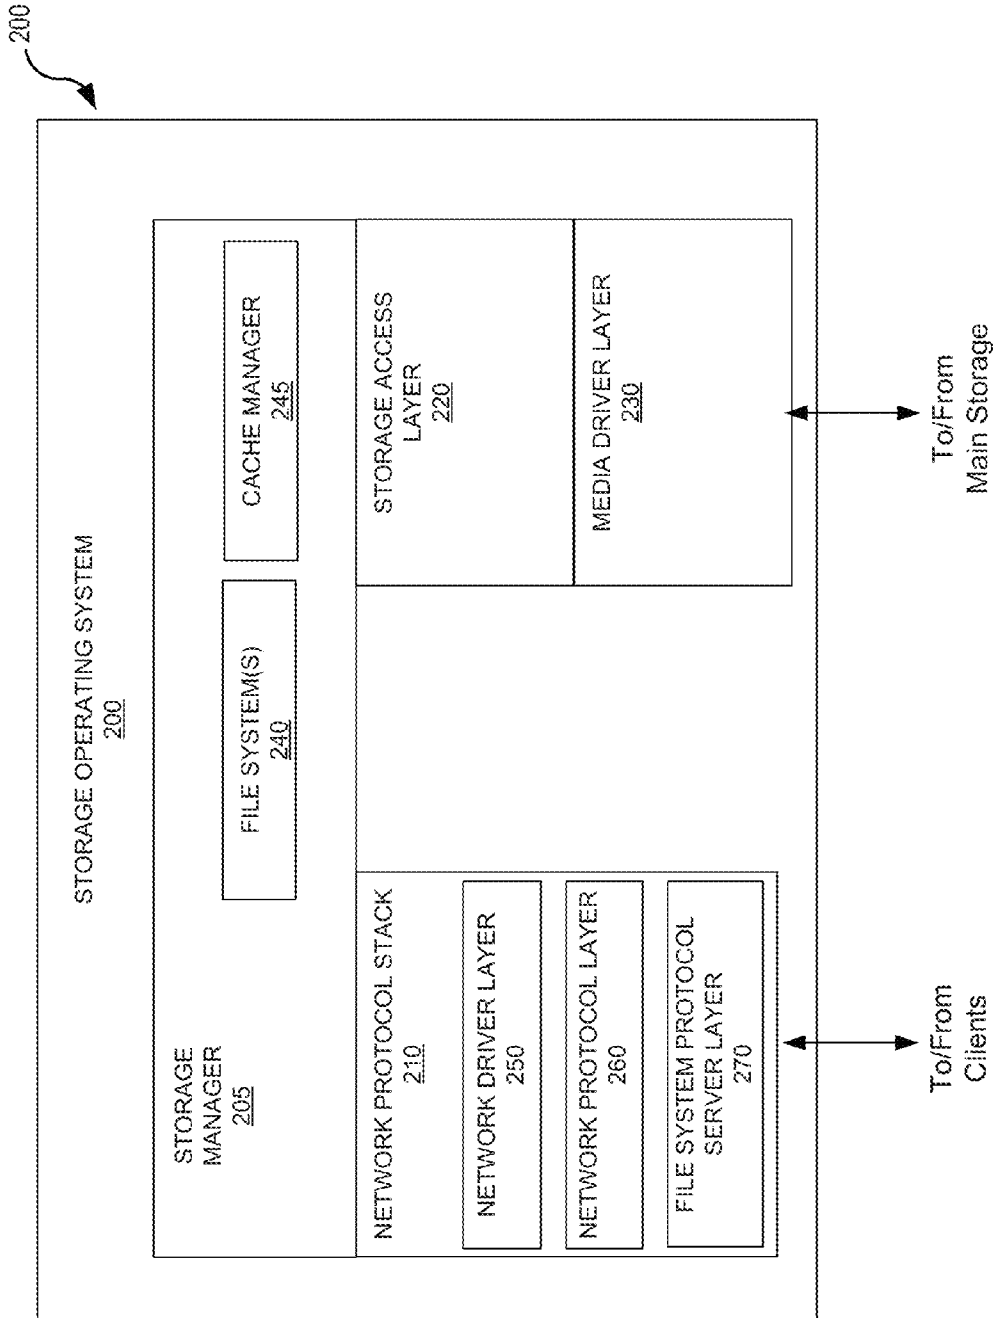 200
STORAGE OPERATING SYSTEM
200
STORAGE
MANAGER
205
FILE SYSTEM(S)
240
CACHE MANAGER
245
NETWORK PROTOCOL STACK
210
NETWORK DRIVER LAYER
250
NETWORK PROTOCOL LAYER
260
FILE SYSTEM PROTOCOL
SERVER LAYER
270
STORAGE ACCESS
LAYER
220
MEDIA DRIVER LAYER
230
To/From
Clients
To/From
Main Storage